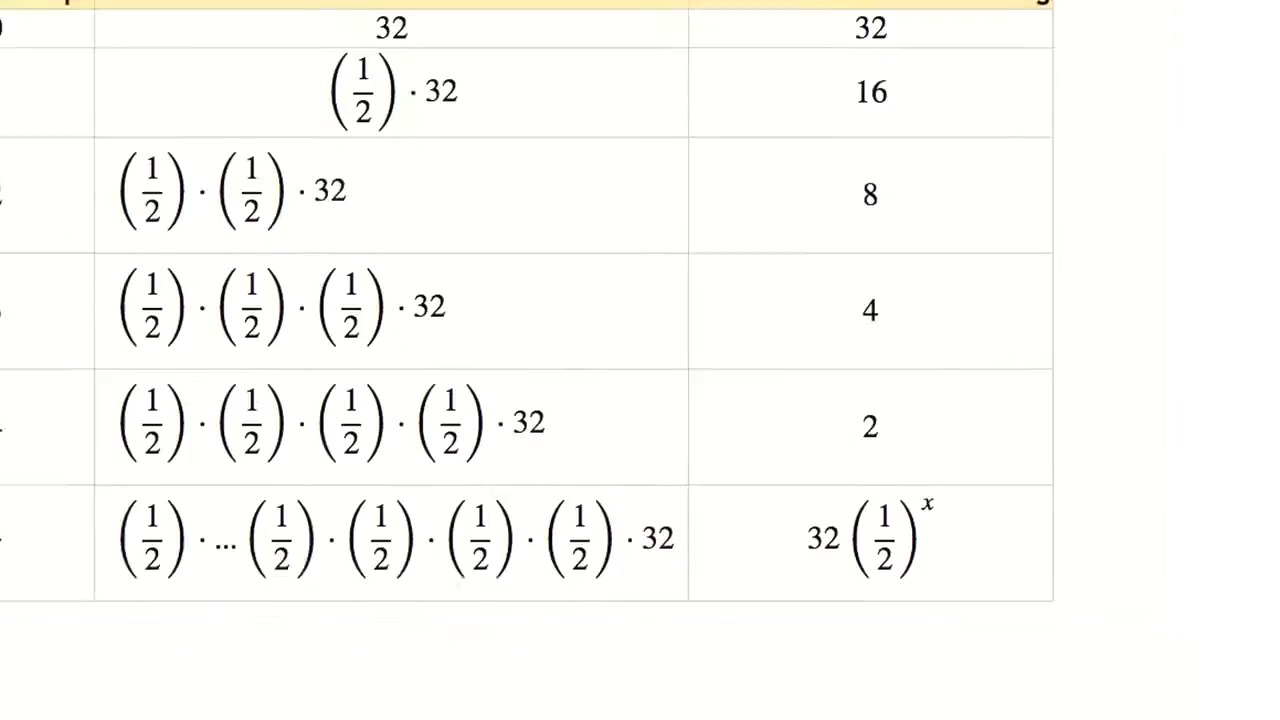 32 32
(1/2) · 32 16
(1/2) · (1/2) · 32 8
(1/2) · (1/2) · (1/2) · 32 4
(1/2) · (1/2) · (1/2) · (1/2) · 32 2
(1/2) · ... (1/2) · (1/2) · (1/2) · (1/2) · 32 32 (1/2)^x